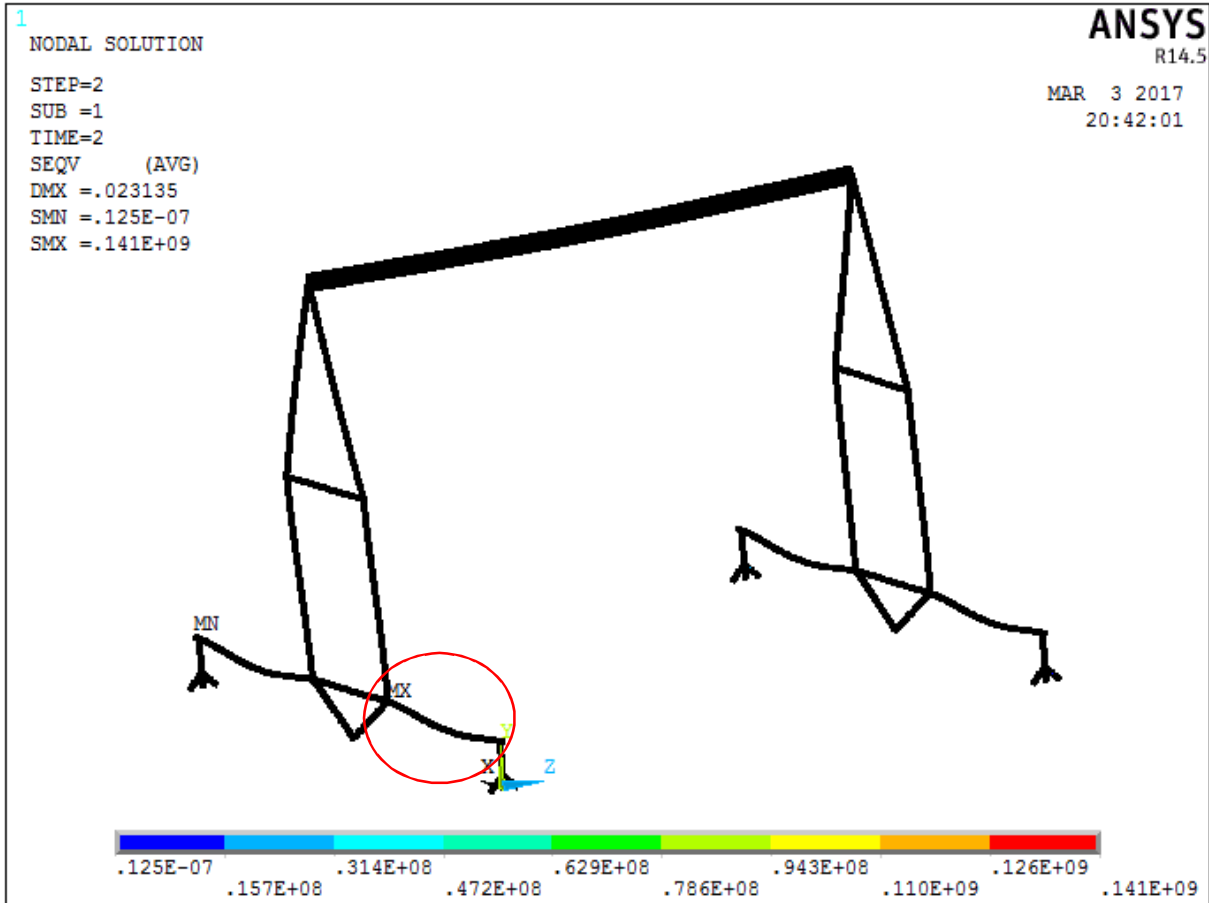 1
NODAL SOLUTION
STEP=2
SUB =1
TIME=2
SEQV (AVG)
DMX =.023135
SMN =.125E-07
SMX =.141E+09
ANSYS
R14.5
MAR 3 2017
20:42:01
MN
MX
Y
X
Z
.125E-07 .314E+08 .629E+08 .943E+08 .126E+09
.157E+08 .472E+08 .786E+08 .110E+09 .141E+09